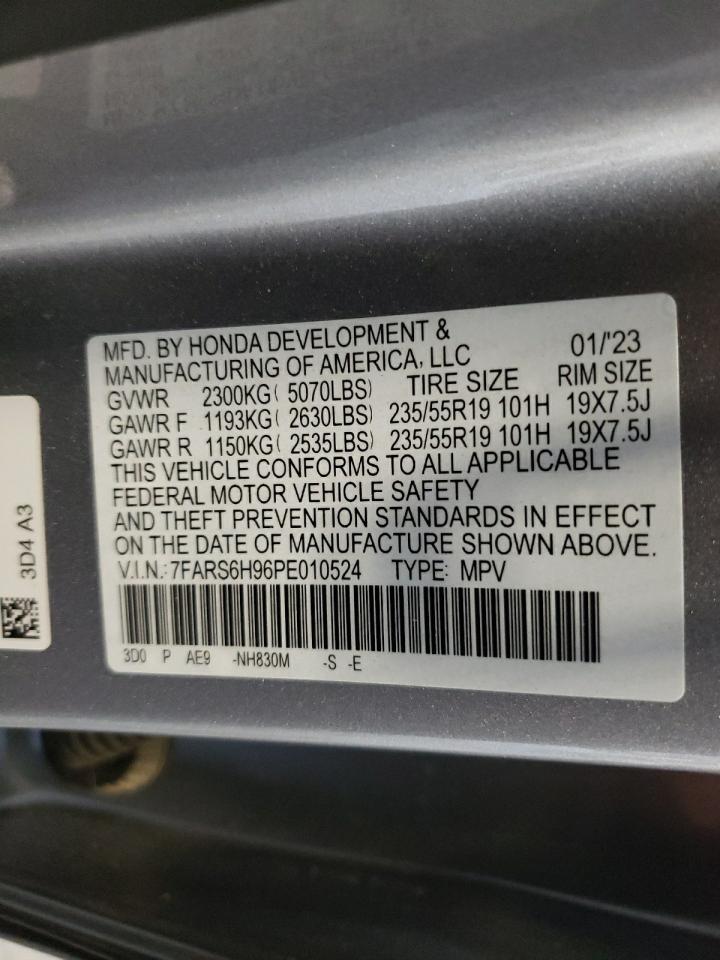 MFD. BY HONDA DEVELOPMENT &
MANUFACTURING OF AMERICA, LLC 01/'23
GVWR 2300KG( 5070LBS) TIRE SIZE RIM SIZE
GAWR F 1193KG( 2630LBS) 235/55R19 101H 19X7.5J
GAWR R 1150KG( 2535LBS) 235/55R19 101H 19X7.5J
THIS VEHICLE CONFORMS TO ALL APPLICABLE
FEDERAL MOTOR VEHICLE SAFETY
AND THEFT PREVENTION STANDARDS IN EFFECT
ON THE DATE OF MANUFACTURE SHOWN ABOVE.
V.I.N.: 7FARS6H96PE010524 TYPE: MPV
3D0 P AE9 -NH830M -S -E
3D4 A3